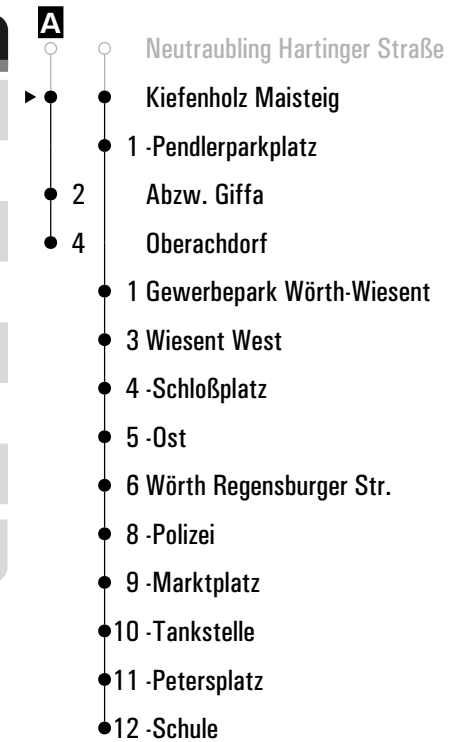 A
Neutraubling Hartinger Straße
Kiefenholz Maisteig
1 -Pendlerparkplatz
2 Abzw. Giffa
4 Oberachdorf
1 Gewerbepark Wörth-Wiesent
3 Wiesent West
4 -Schloßplatz
5 -Ost
6 Wörth Regensburger Str.
8 -Polizei
9 -Marktplatz
10 -Tankstelle
11 -Petersplatz
12 -Schule